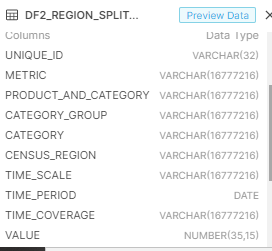 DF2_REGION_SPLIT... Preview Data
Columns Data Type
UNIQUE_ID VARCHAR(32)
METRIC VARCHAR(16777216)
PRODUCT_AND_CATEGORY VARCHAR(16777216)
CATEGORY_GROUP VARCHAR(16777216)
CATEGORY VARCHAR(16777216)
CENSUS_REGION VARCHAR(16777216)
TIME_SCALE VARCHAR(16777216)
TIME_PERIOD DATE
TIME_COVERAGE VARCHAR(16777216)
VALUE NUMBER(35,15)